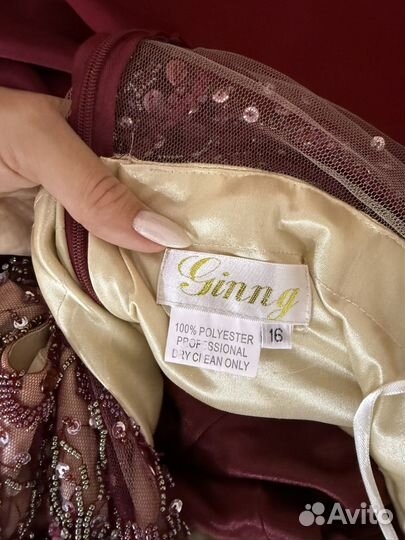 Ginng
100% POLYESTER
PROFESSIONAL
DRY CLEAN ONLY
16
Avito